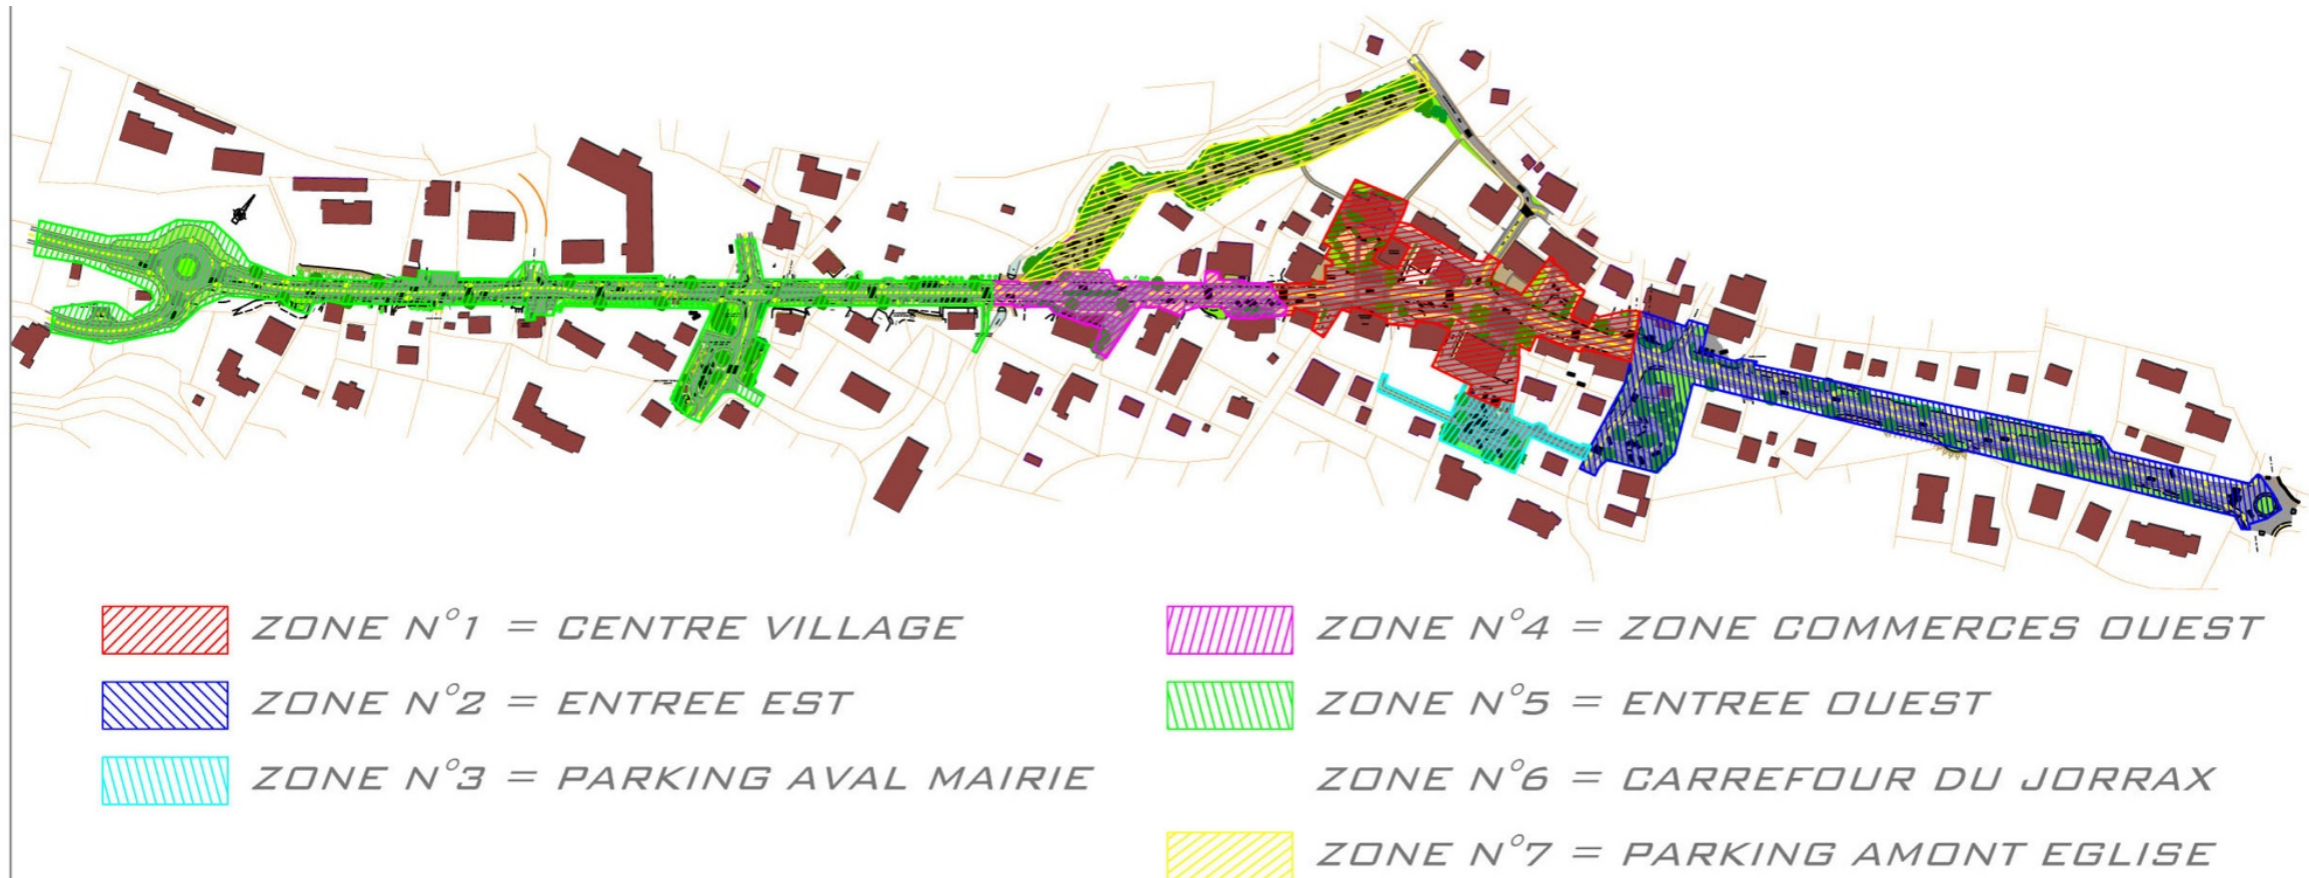 ZONE N°1 = CENTRE VILLAGE
ZONE N°2 = ENTREE EST
ZONE N°3 = PARKING AVAL MAIRIE
ZONE N°4 = ZONE COMMERCES OUEST
ZONE N°5 = ENTREE OUEST
ZONE N°6 = CARREFOUR DU JORRAX
ZONE N°7 = PARKING AMONT EGLISE